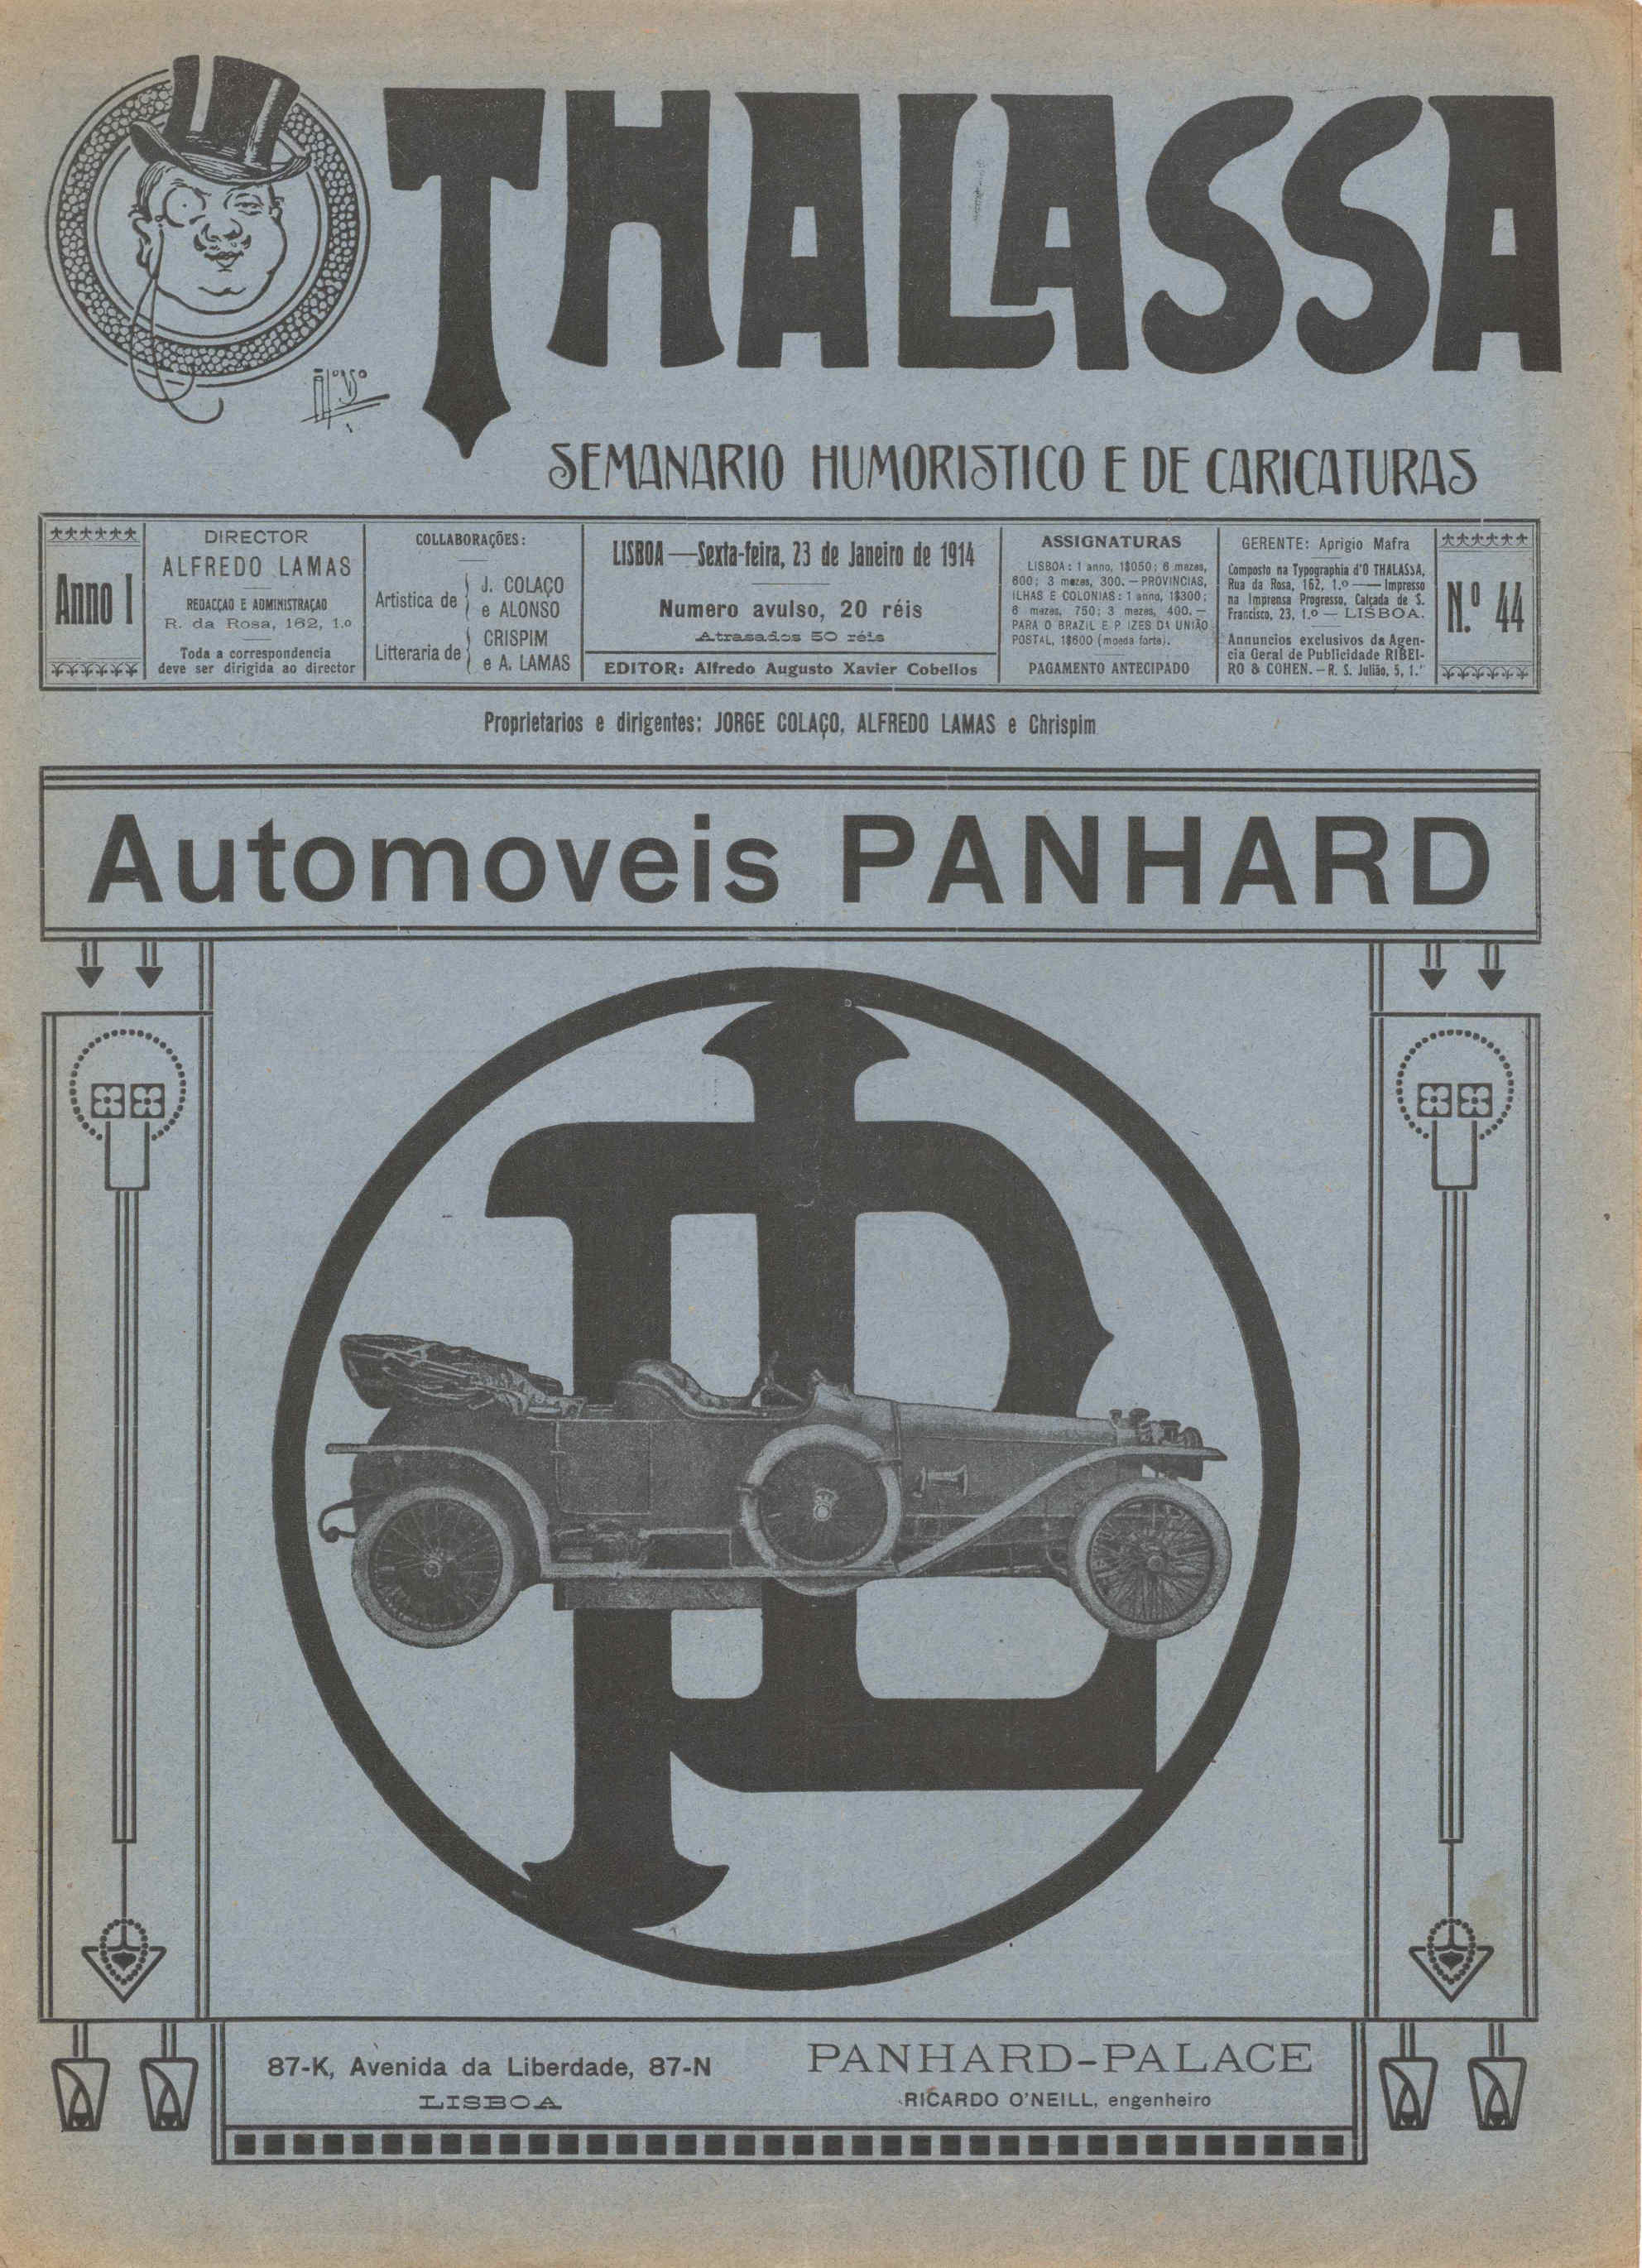 THALASSA
Alonso
SEMANARIO HUMORISTICO E DE CARICATURAS
Anno I
DIRECTOR
ALFREDO LAMAS
REDACÇÃO E ADMINISTRAÇÃO
R. da Rosa, 162, 1.º
Toda a correspondencia
deve ser dirigida ao director
COLLABORAÇÕES:
Artistica de { J. COLAÇO
e ALONSO
Litteraria de { CRISPIM
e A. LAMAS
LISBOA — Sexta-feira, 23 de Janeiro de 1914
Numero avulso, 20 réis
Atrasados 50 réis
EDITOR: Alfredo Augusto Xavier Cobellos
ASSIGNATURAS
LISBOA: 1 anno, 1$050; 6 mezes,
600; 3 mezes, 300. — PROVINCIAS,
ILHAS E COLONIAS: 1 anno, 1$300;
6 mezes, 750; 3 mezes, 400. —
PARA O BRAZIL E P IZES DA UNIÃO
POSTAL, 1$600 (moeda forte).
PAGAMENTO ANTECIPADO
GERENTE: Aprigio Mafra
Composto na Typographia d'O THALASSA,
Rua da Rosa, 162, 1.º — Impresso
na Imprensa Progresso, Calçada de S.
Francisco, 23, 1.º — LISBOA.
Annuncios exclusivos da Agen-
cia Geral de Publicidade RIBEI-
RO & COHEN. — R. S. Julião, 5, 1.º
N.º 44
Proprietarios e dirigentes: JORGE COLAÇO, ALFREDO LAMAS e Chrispim
Automoveis PANHARD
PL
87-K, Avenida da Liberdade, 87-N
LISBOA
PANHARD-PALACE
RICARDO O'NEILL, engenheiro